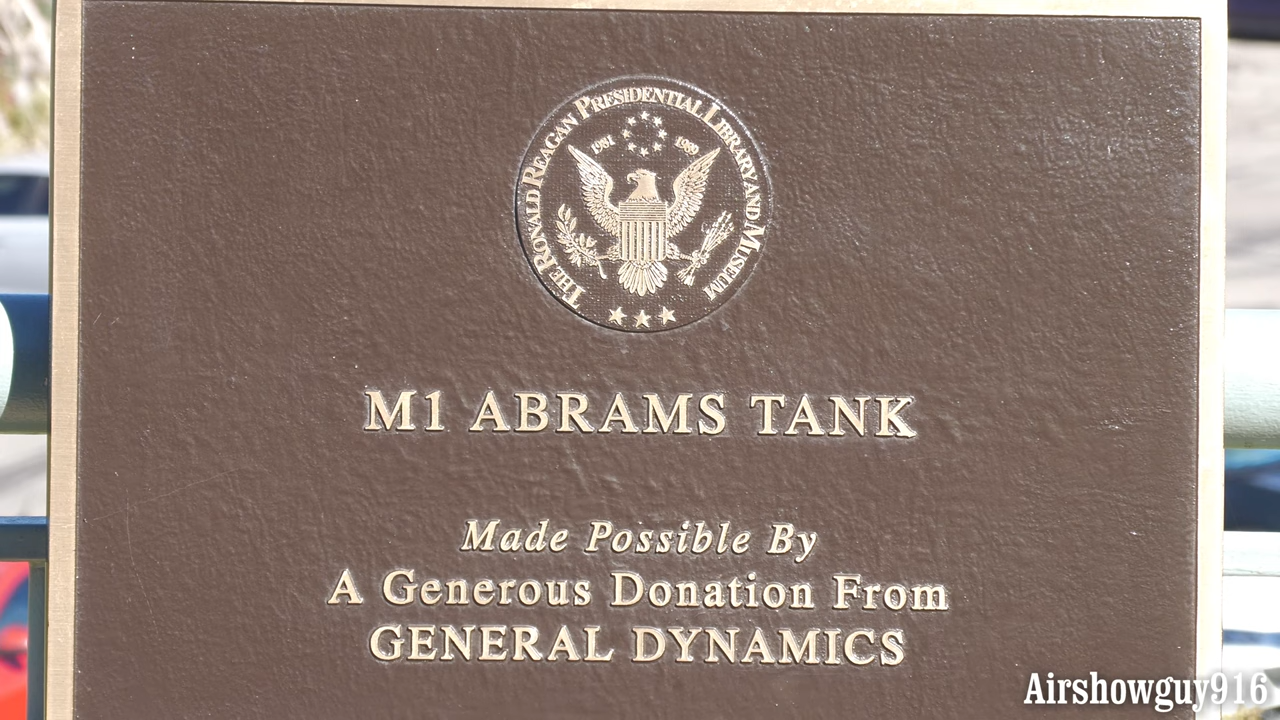 THE RONALD REAGAN PRESIDENTIAL LIBRARY AND MUSEUM
1981 1989
M1 ABRAMS TANK
Made Possible By
A Generous Donation From
GENERAL DYNAMICS
Airshowguy916